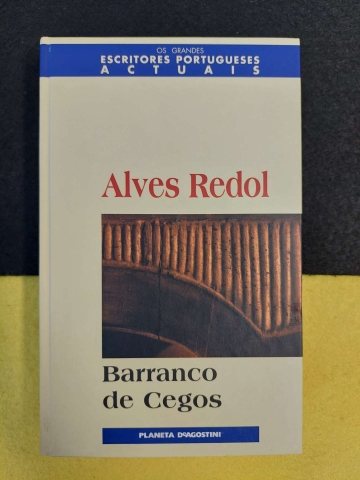 OS GRANDES
ESCRITORES PORTUGUESES
ACTUAIS
Alves Redol
Barranco
de Cegos
PLANETA DEAGOSTINI